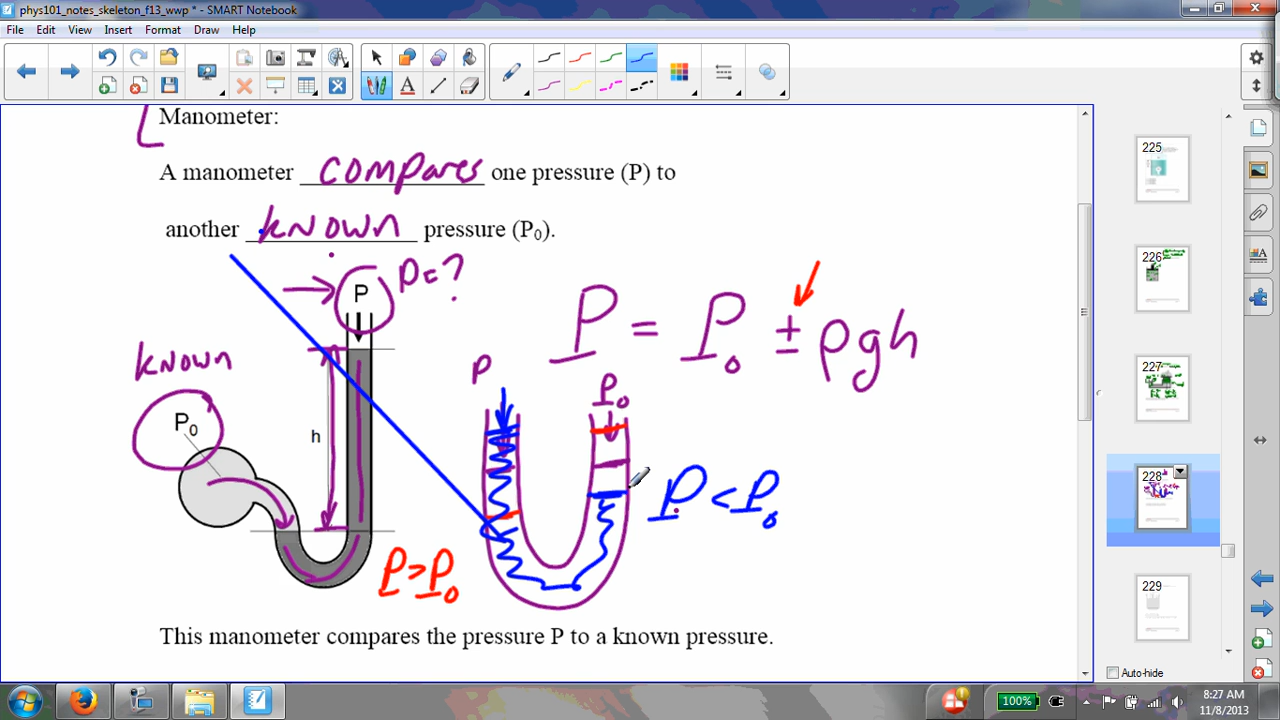 phys101_notes_skeleton_f13_wwp * - SMART Notebook
File Edit View Insert Format Draw Help
Manometer:
A manometer compares one pressure (P) to
another known pressure (P₀).
P
P=?
known
P₀
h
P = P₀ ± ρgh
P
P₀
P < P₀
P > P₀
This manometer compares the pressure P to a known pressure.
225
226
227
228
229
Auto-hide
100%
8:27 AM
11/8/2013